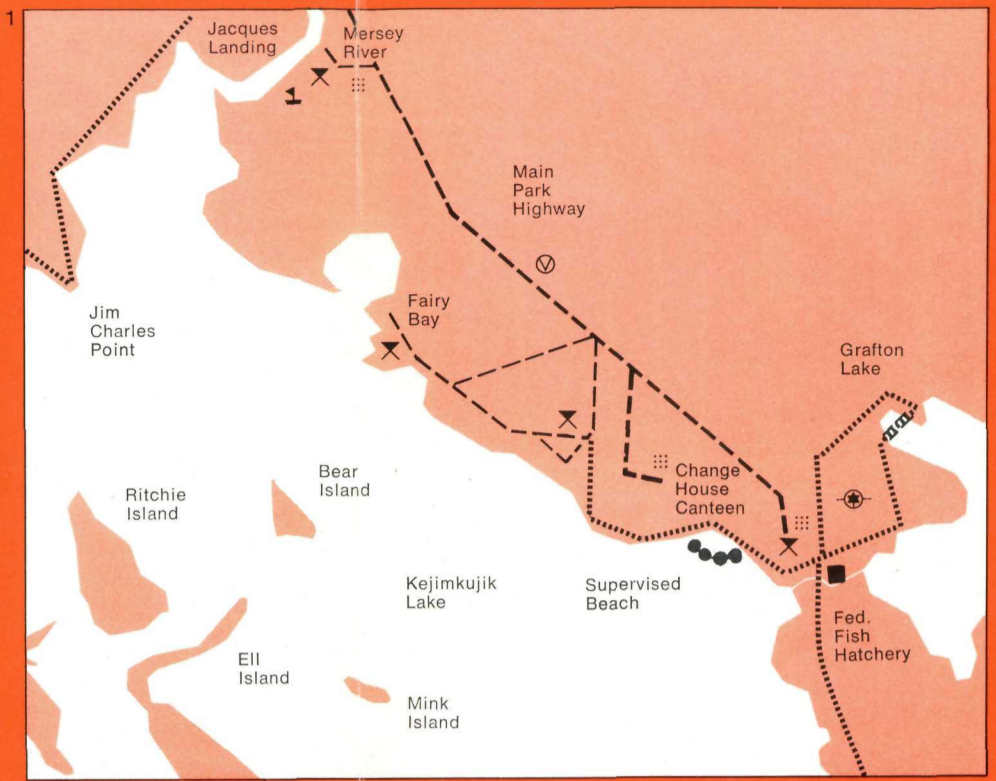 1
Jacques
Landing
Mersey
River
Main
Park
Highway
V
Fairy
Bay
Jim
Charles
Point
Grafton
Lake
Bear
Island
Ritchie
Island
Change
House
Canteen
Kejimkujik
Lake
Supervised
Beach
Fed.
Fish
Hatchery
Ell
Island
Mink
Island